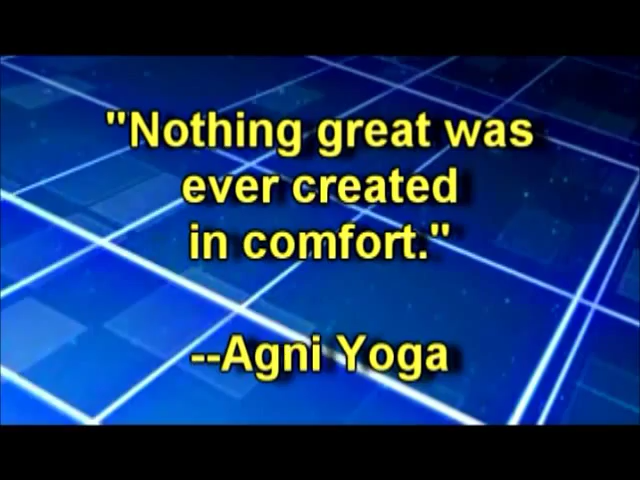 "Nothing great was
ever created
in comfort."
--Agni Yoga